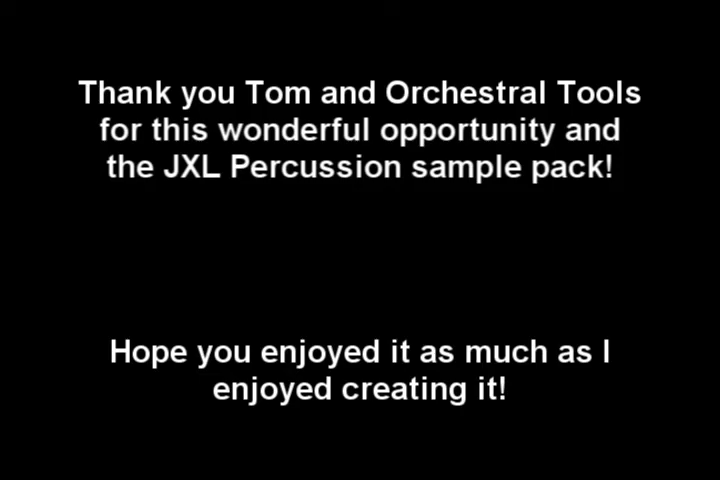 Thank you Tom and Orchestral Tools
for this wonderful opportunity and
the JXL Percussion sample pack!
Hope you enjoyed it as much as I
enjoyed creating it!